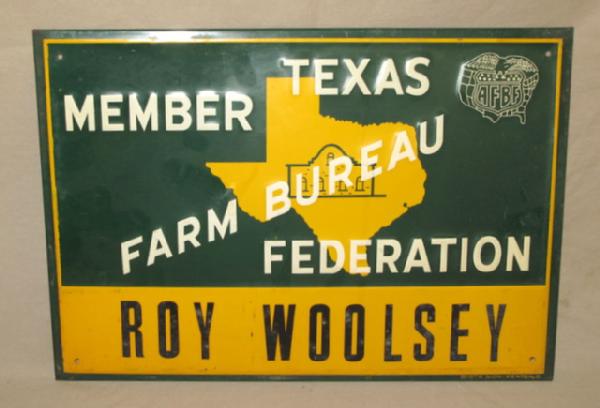 MEMBER TEXAS
FARM BUREAU
FEDERATION
AFBF
ROY WOOLSEY